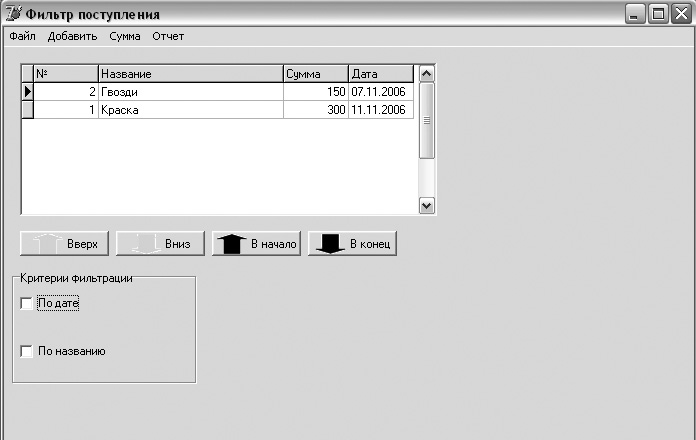 Фильтр поступления
Файл Добавить Сумма Отчет
№ Название Сумма Дата
2 Гвозди 150 07.11.2006
1 Краска 300 11.11.2006
Вверх Вниз В начало В конец
Критерии фильтрации
По дате
По названию